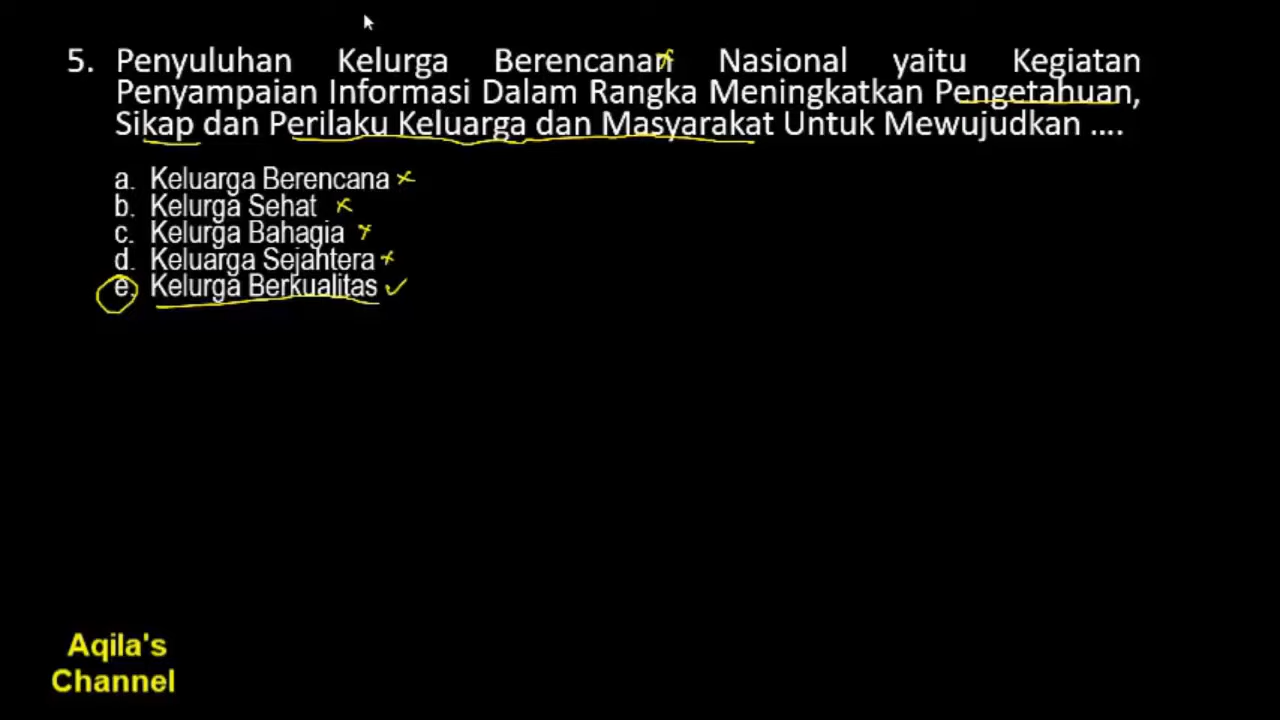 5. Penyuluhan Kelurga Berencanan Nasional yaitu Kegiatan
Penyampaian Informasi Dalam Rangka Meningkatkan Pengetahuan,
Sikap dan Perilaku Keluarga dan Masyarakat Untuk Mewujudkan ....
a. Keluarga Berencana
b. Kelurga Sehat
c. Kelurga Bahagia
d. Keluarga Sejahtera
e. Kelurga Berkualitas
Aqila's
Channel